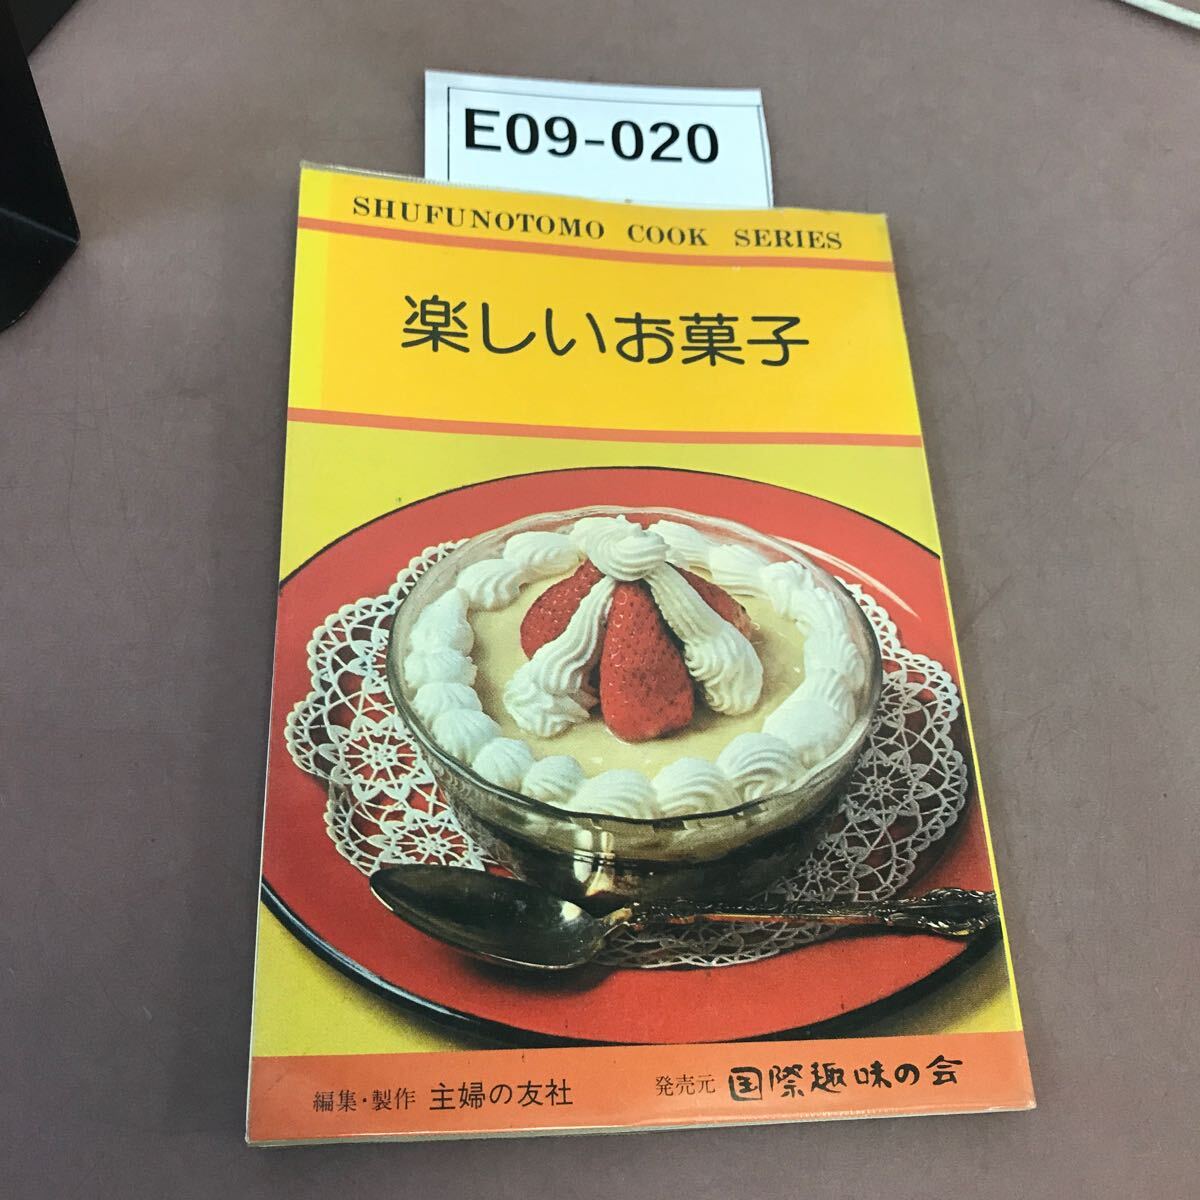 E09-020
SHUFUNOTOMO COOK SERIES
楽しいお菓子
編集・製作 主婦の友社 発売元 国際趣味の会